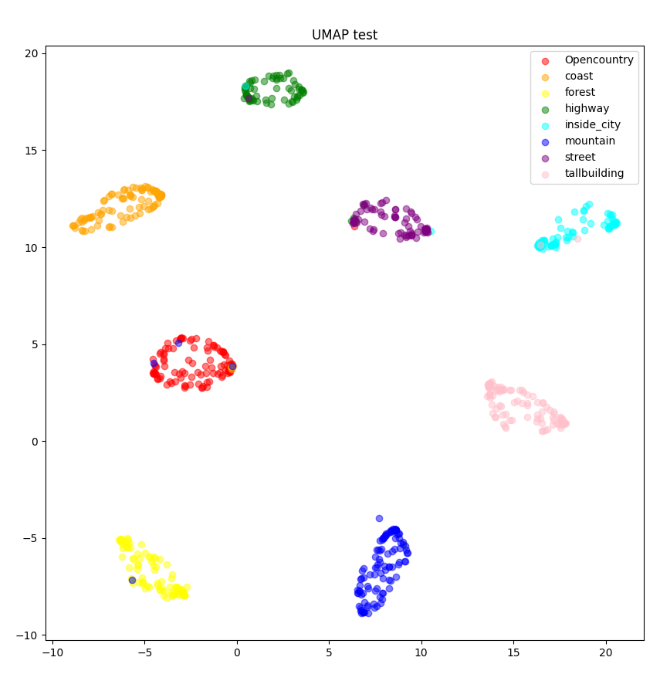 UMAP test
20
15
10
5
0
−5
−10
−10
−5
0
5
10
15
20
Opencountry
coast
forest
highway
inside_city
mountain
street
tallbuilding